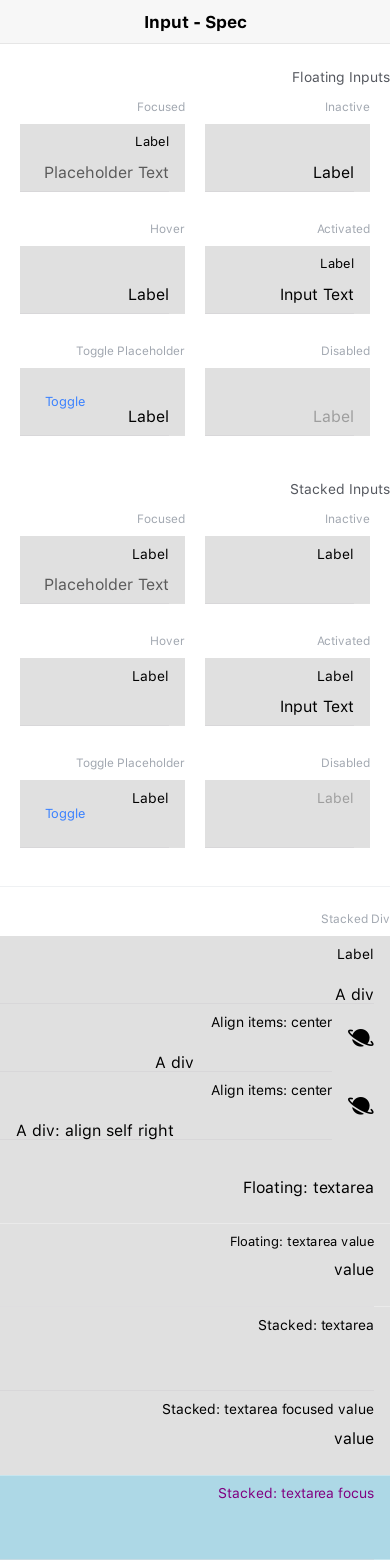 Input - Spec
Floating Inputs
Focused
Inactive
Label
Placeholder Text
Label
Hover
Activated
Label
Label
Input Text
Toggle Placeholder
Disabled
Toggle
Label
Label
Stacked Inputs
Focused
Inactive
Label
Placeholder Text
Label
Hover
Activated
Label
Label
Input Text
Toggle Placeholder
Disabled
Label
Toggle
Label
Stacked Div
Label
A div
Align items: center
A div
Align items: center
A div: align self right
Floating: textarea
Floating: textarea value
value
Stacked: textarea
Stacked: textarea focused value
value
Stacked: textarea focus